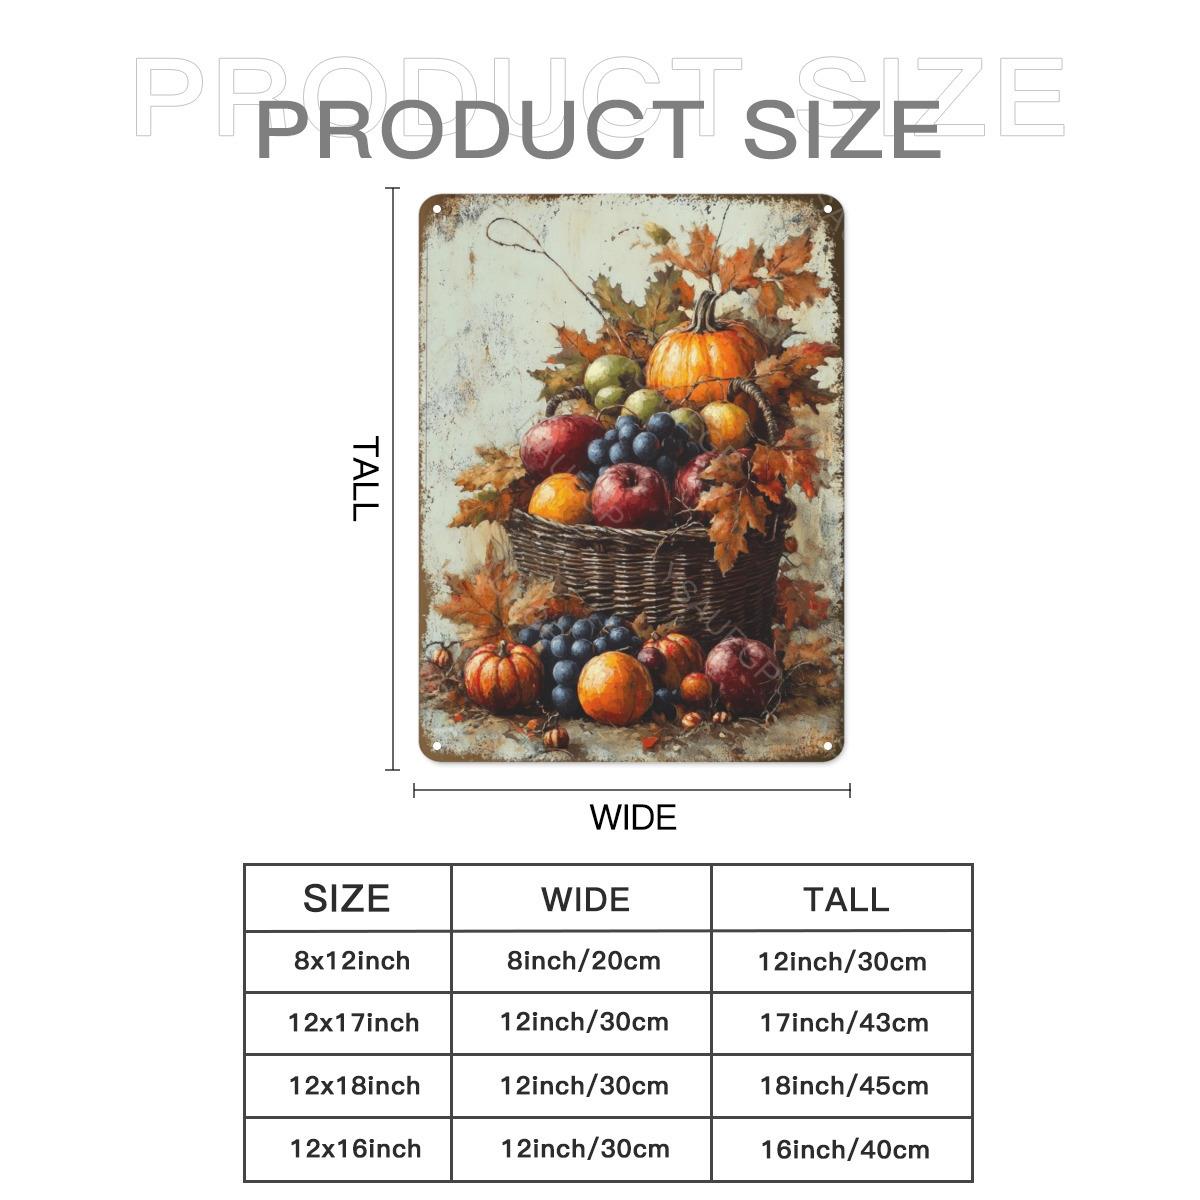 PRODUCT SIZE
PRODUCT SIZE
TALL
WIDE
SIZE WIDE TALL
8x12inch 8inch/20cm 12inch/30cm
12x17inch 12inch/30cm 17inch/43cm
12x18inch 12inch/30cm 18inch/45cm
12x16inch 12inch/30cm 16inch/40cm